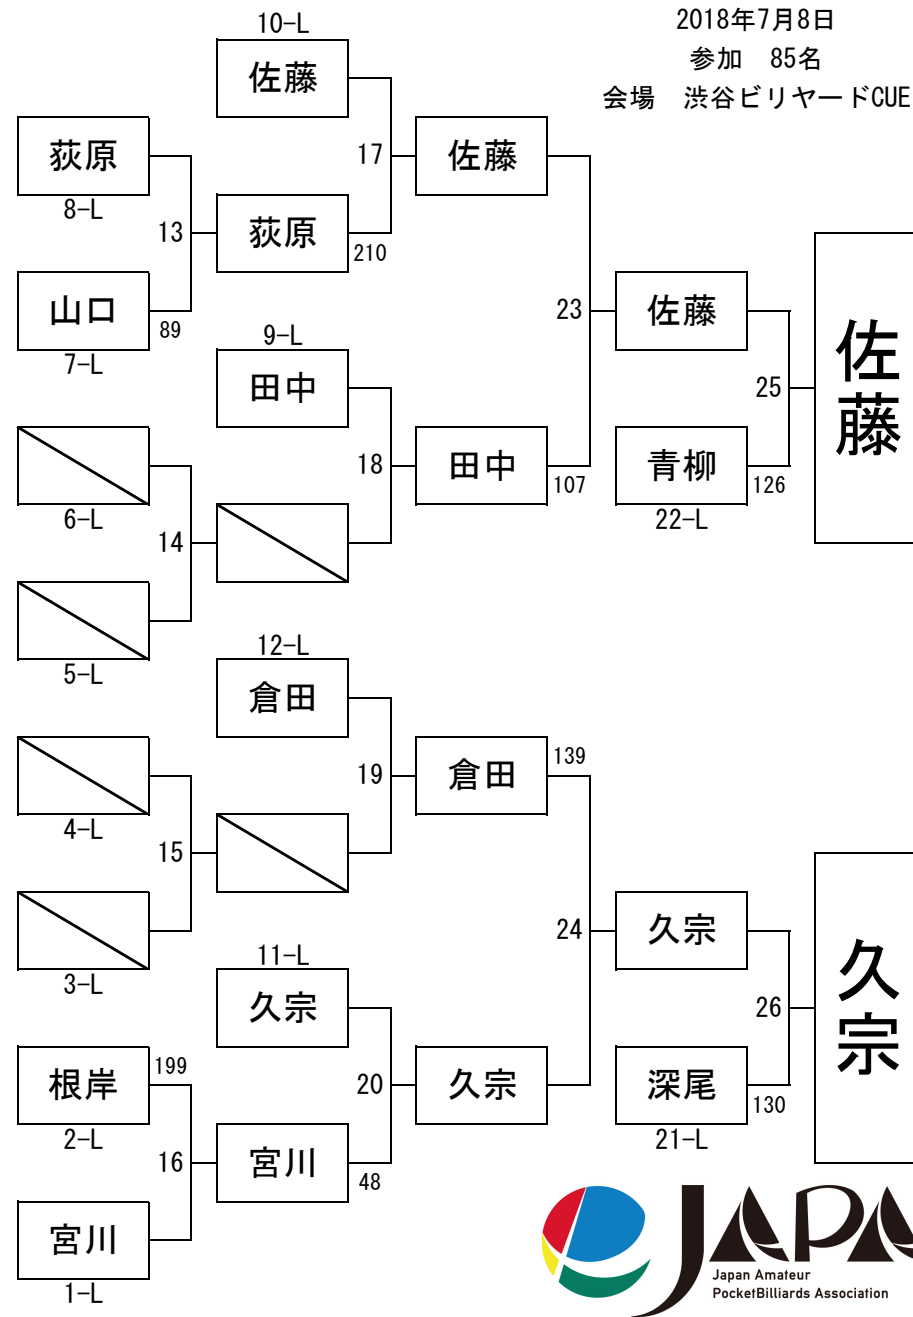 2018年7月8日
参加　85名
会場　渋谷ビリヤードCUE
10-L
佐藤
荻原
8-L
17
佐藤
13
荻原
210
山口
89
7-L
23
佐藤
9-L
田中
25
佐藤
6-L
18
田中
107
青柳
126
22-L
14
5-L
12-L
倉田
4-L
19
倉田
139
15
3-L
24
久宗
11-L
久宗
26
久宗
根岸
199
2-L
20
久宗
深尾
130
21-L
16
宮川
48
宮川
1-L
JAPA
Japan Amateur
PocketBilliards Association